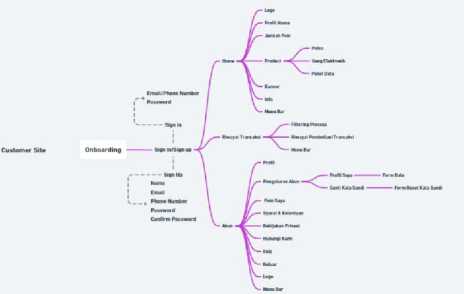 Logo
Profil Home
Jumlah Poin
Home
Product
Pulsa
Uang Elektronik
Paket Data
Banner
Info
Menu Bar
Email/Phone Number
Password
Sign in
Customer Site
Onboarding
Sign in/Sign up
Riwayat Transaksi
Filtering Process
Riwayat Pembelian/Transaksi
Menu Bar
Sign Up
Name
Email
Phone Number
Password
Confirm Password
Akun
Profil
Pengaturan Akun
Profil Saya
Form Data
Ganti Kata Sandi
Form Reset Kata Sandi
Poin Saya
Syarat & Ketentuan
Kebijakan Privasi
Hubungi Kami
FAQ
Keluar
Logo
Menu Bar